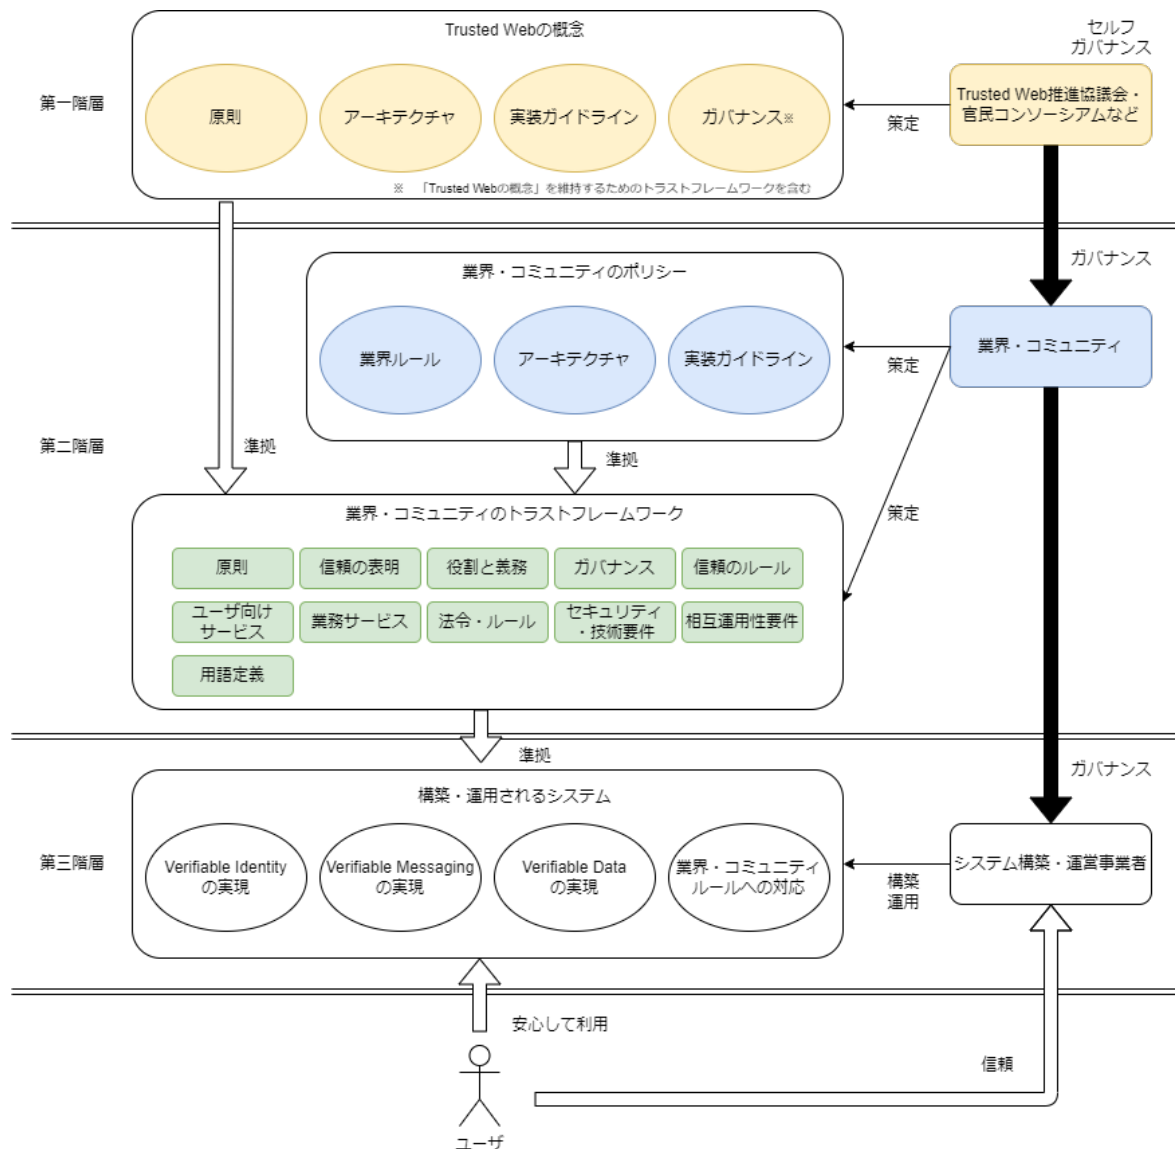 Trusted Webの概念
セルフ
ガバナンス
第一階層
原則
アーキテクチャ
実装ガイドライン
ガバナンス※
Trusted Web推進協議会・
官民コンソーシアムなど
策定
※　「Trusted Webの概念」を維持するためのトラストフレームワークを含む
ガバナンス
業界・コミュニティのポリシー
業界ルール
アーキテクチャ
実装ガイドライン
業界・コミュニティ
策定
第二階層
準拠
準拠
策定
業界・コミュニティのトラストフレームワーク
原則
信頼の表明
役割と義務
ガバナンス
信頼のルール
ユーザ向け
サービス
業務サービス
法令・ルール
セキュリティ
・技術要件
相互運用性要件
用語定義
準拠
ガバナンス
構築・運用されるシステム
第三階層
Verifiable Identity
の実現
Verifiable Messaging
の実現
Verifiable Data
の実現
業界・コミュニティ
ルールへの対応
システム構築・運営事業者
構築
運用
安心して利用
信頼
ユーザ